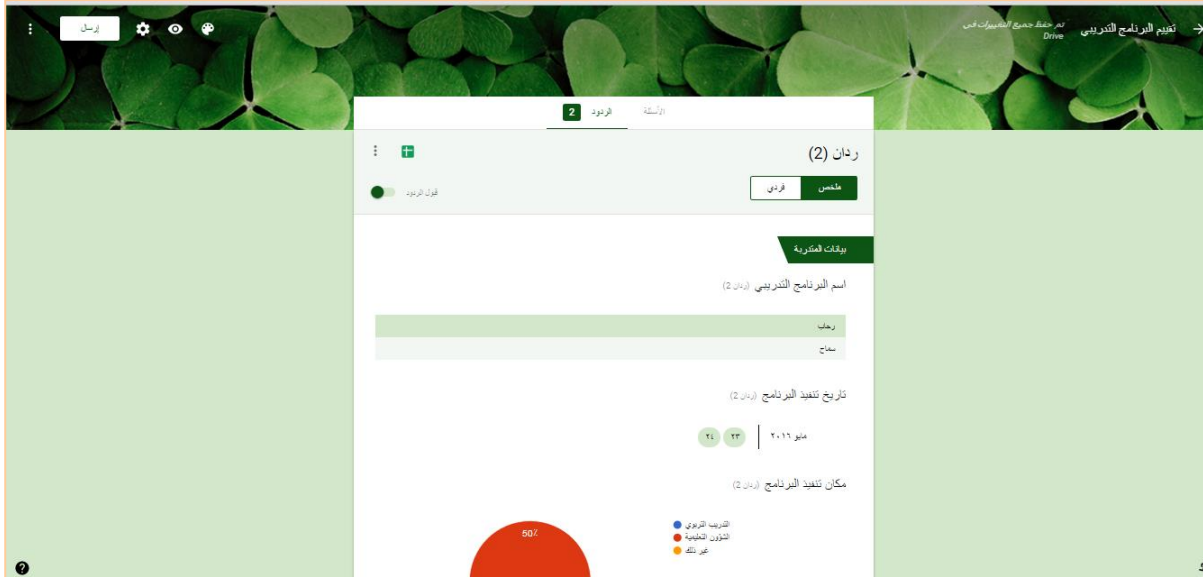 تقييم البرنامج التدريبي
تم حفظ جميع التغييرات في
Drive
إرسال
الأسئلة
الردود 2
ردان (2)
ملخص
فردي
قبول الردود
بيانات المتدربة
اسم البرنامج التدريبي (ردان 2)
رحاب
سماح
تاريخ تنفيذ البرنامج (ردان 2)
مايو ٢٠١٦
٢٣ ٢٤
مكان تنفيذ البرنامج (ردان 2)
التدريب التربوي
الشؤون التعليمية
غير ذلك
50٪